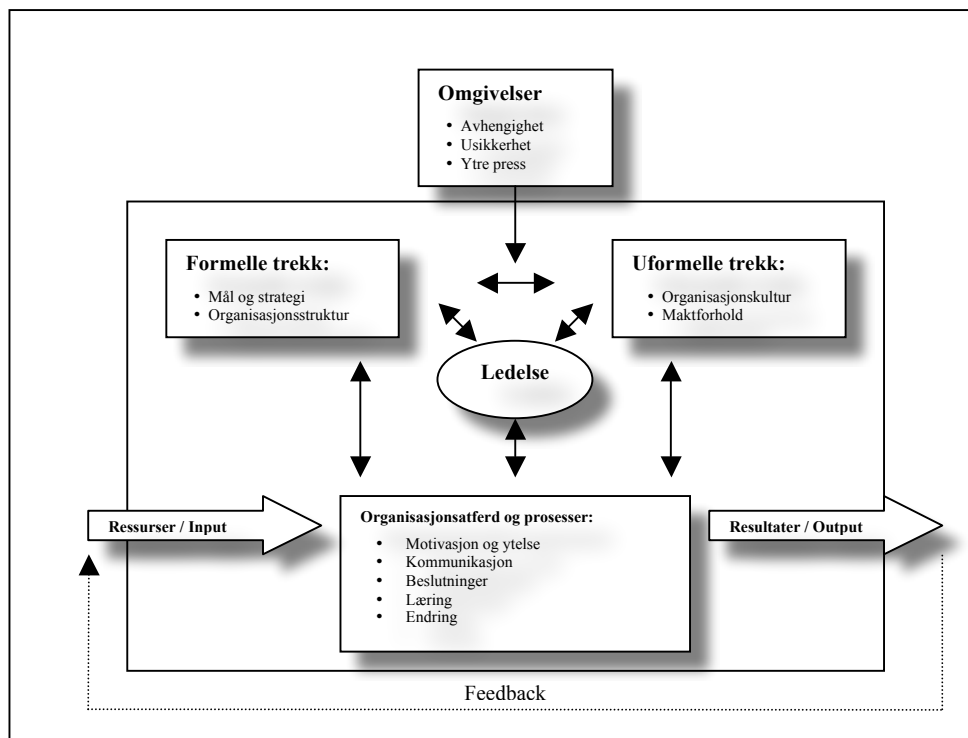 Omgivelser
• Avhengighet
• Usikkerhet
• Ytre press
Formelle trekk:
• Mål og strategi
• Organisasjonsstruktur
Uformelle trekk:
• Organisasjonskultur
• Maktforhold
Ledelse
Ressurser / Input
Organisasjonsatferd og prosesser:
• Motivasjon og ytelse
• Kommunikasjon
• Beslutninger
• Læring
• Endring
Resultater / Output
Feedback